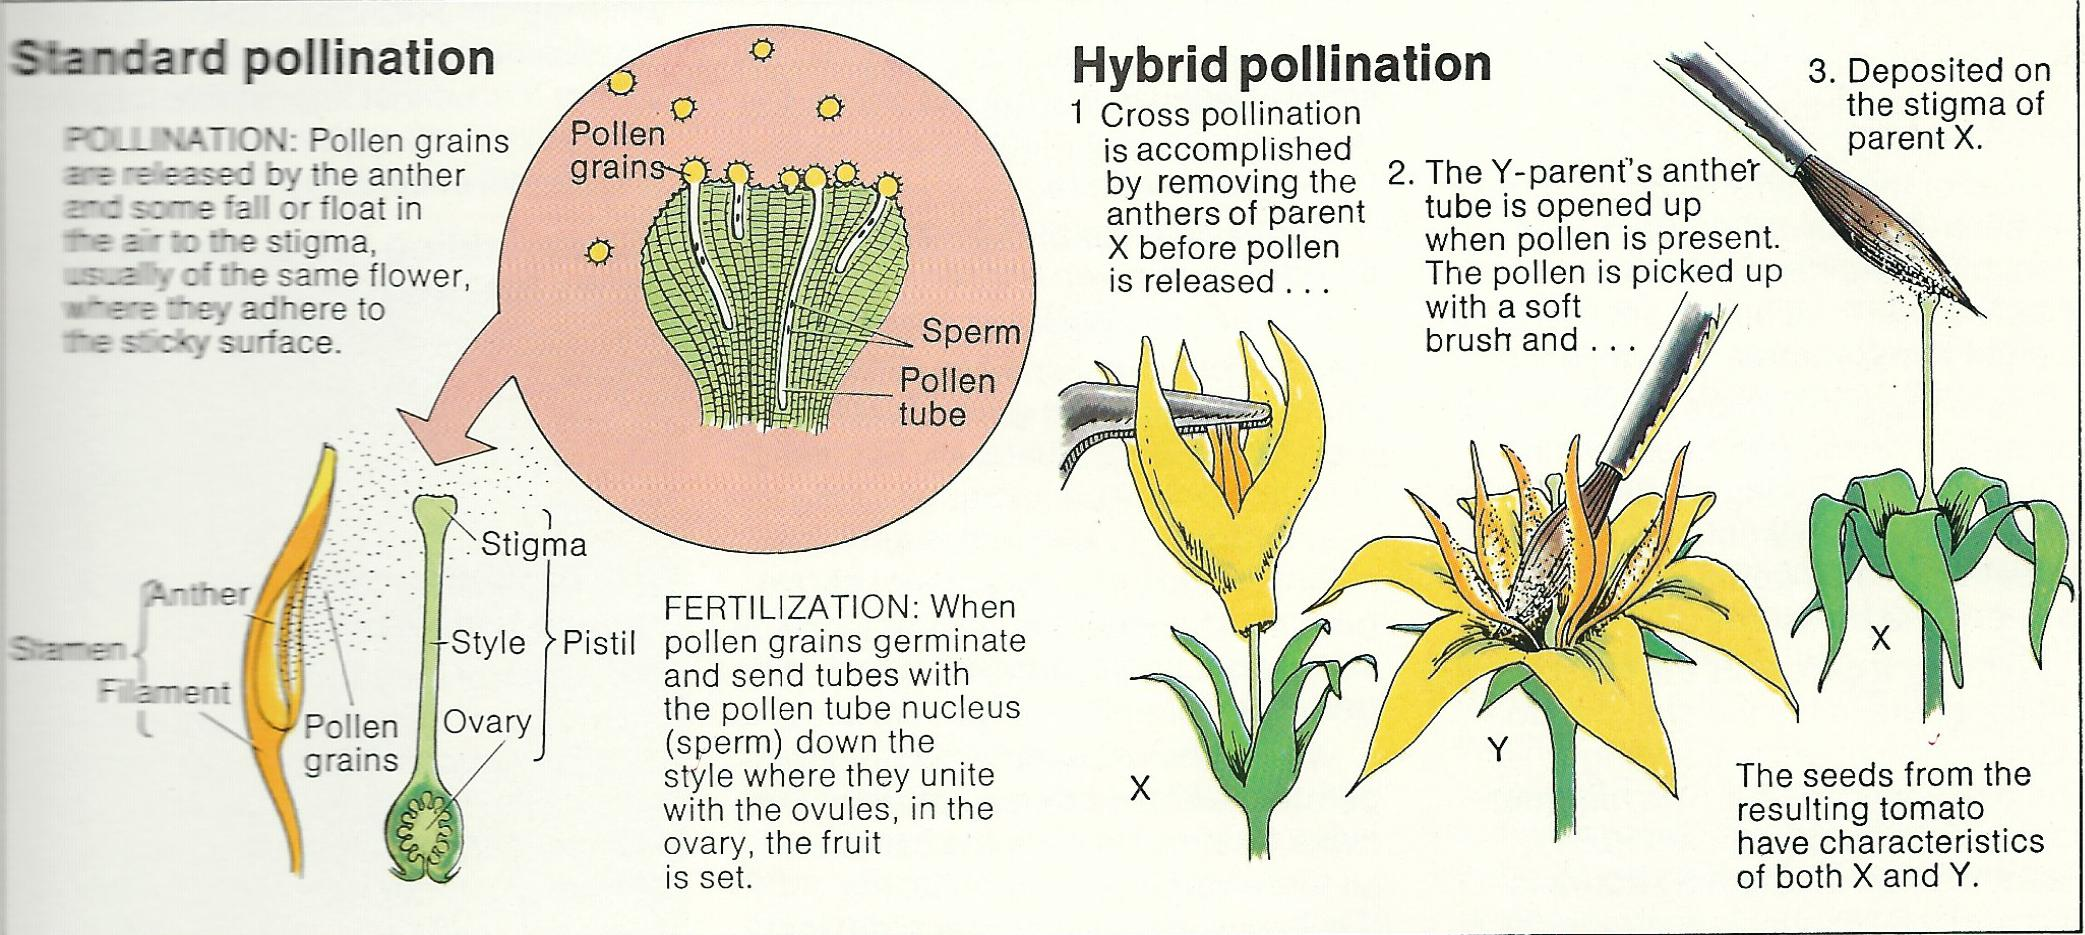 Standard pollination
POLLINATION: Pollen grains
are released by the anther
and some fall or float in
the air to the stigma,
usually of the same flower,
where they adhere to
the sticky surface.
Pollen
grains
Sperm
Pollen
tube
Stigma
Anther
Stamen
Style
Pistil
Filament
Pollen
grains
Ovary
FERTILIZATION: When
pollen grains germinate
and send tubes with
the pollen tube nucleus
(sperm) down the
style where they unite
with the ovules, in the
ovary, the fruit
is set.
Hybrid pollination
1 Cross pollination
is accomplished
by removing the
anthers of parent
X before pollen
is released . . .
2. The Y-parent's anther
tube is opened up
when pollen is present.
The pollen is picked up
with a soft
brush and . . .
3. Deposited on
the stigma of
parent X.
X
Y
X
The seeds from the
resulting tomato
have characteristics
of both X and Y.